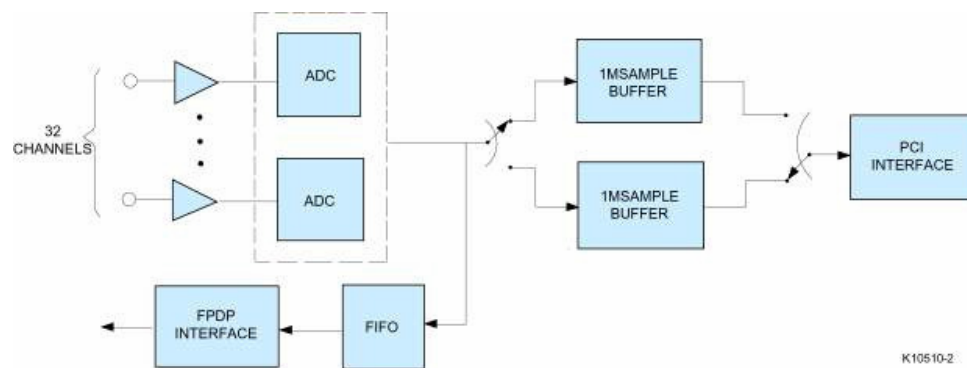 32
CHANNELS
ADC
ADC
1MSAMPLE
BUFFER
1MSAMPLE
BUFFER
PCI
INTERFACE
FPDP
INTERFACE
FIFO
K10510-2